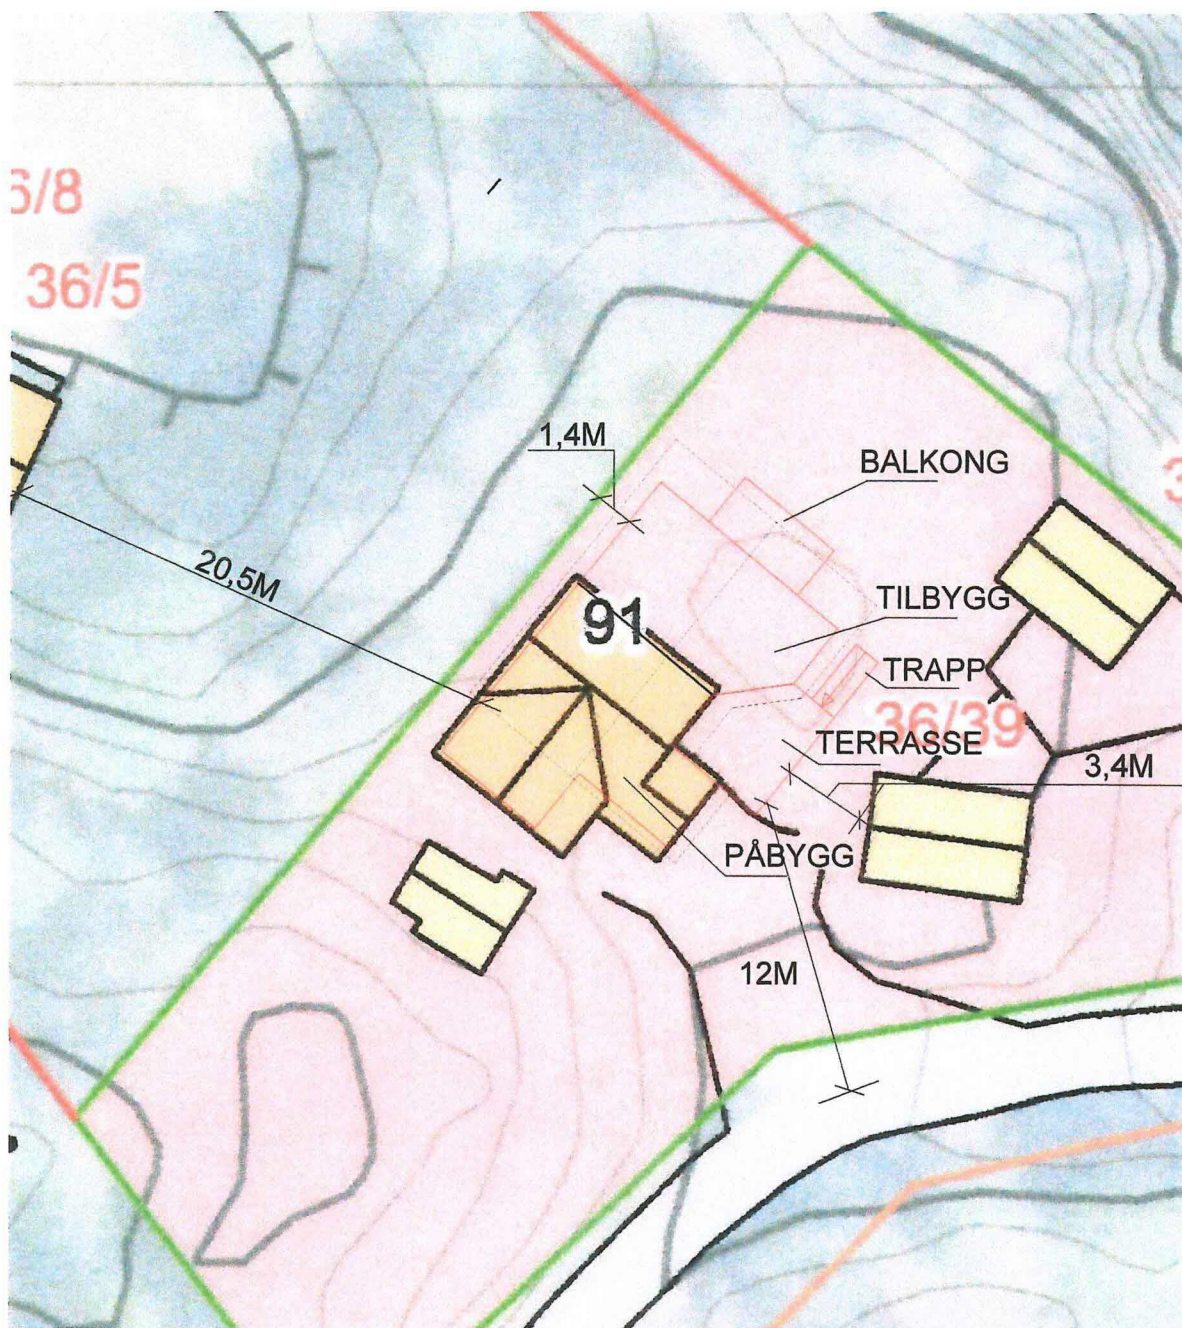 6/8
36/5
1,4M
BALKONG
20,5M
91
TILBYGG
TRAPP
36/39
TERRASSE
3,4M
PÅBYGG
12M